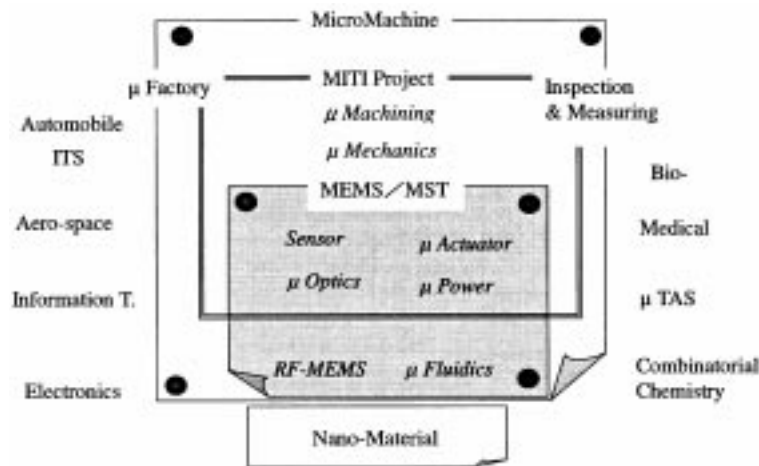 MicroMachine
MITI Project
μ Factory
Inspection
& Measuring
μ Machining
μ Mechanics
Automobile
ITS
Aero-space
Information T.
Electronics
MEMS／MST
Sensor
μ Actuator
μ Optics
μ Power
RF-MEMS
μ Fluidics
Bio-
Medical
μ TAS
Combinatorial
Chemistry
Nano-Material